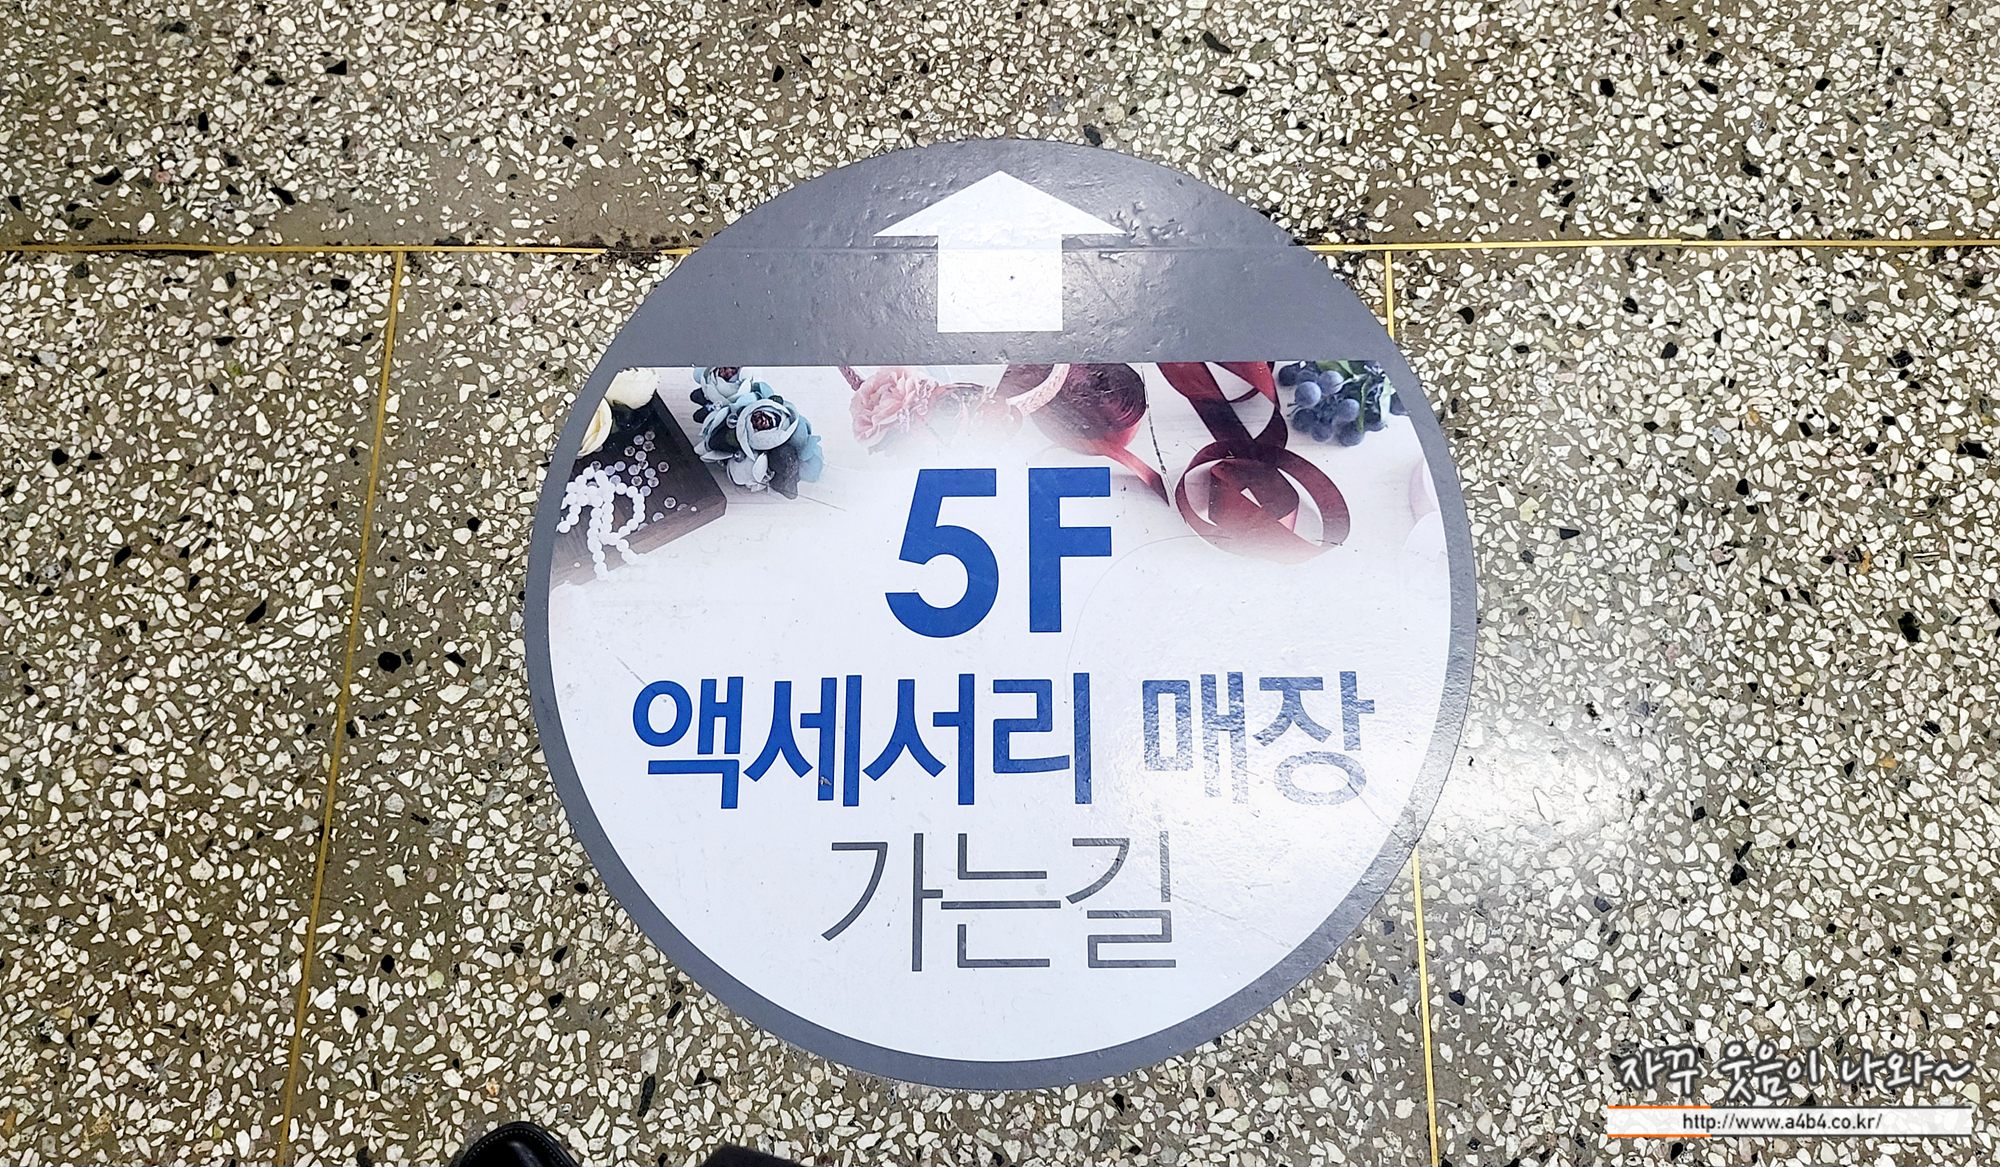 5F
액세서리 매장
가는길
자꾸 웃음이 나와~
http://www.a4b4.co.kr/